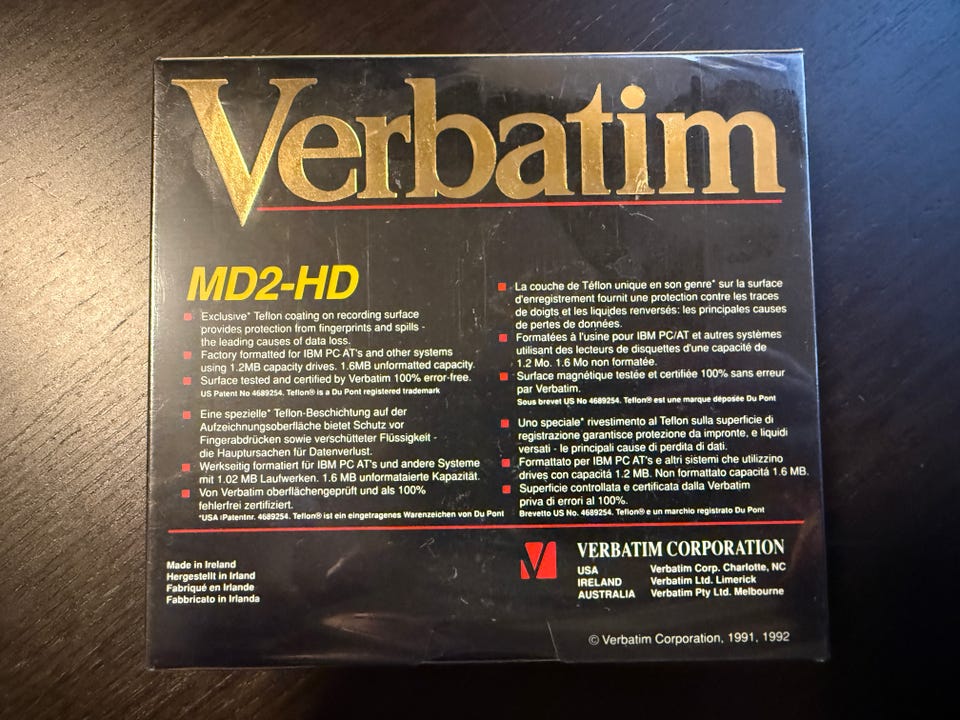 Verbatim
MD2-HD
Exclusive* Teflon coating on recording surface
provides protection from fingerprints and spills -
the leading causes of data loss.
Factory formatted for IBM PC AT's and other systems
using 1.2MB capacity drives. 1.6MB unformatted capacity.
Surface tested and certified by Verbatim 100% error-free.
US Patent No 4689254. Teflon® is a Du Pont registered trademark
Eine spezielle* Teflon-Beschichtung auf der
Aufzeichnungsoberfläche bietet Schutz vor
Fingerabdrücken sowie verschütteter Flüssigkeit -
die Hauptursachen für Datenverlust.
Werkseitig formatiert für IBM PC AT's und andere Systeme
mit 1.02 MB Laufwerken. 1.6 MB unformatierte Kapazität.
Von Verbatim oberflächengeprüft und als 100%
fehlerfrei zertifiziert.
*USA (Patentnr. 4689254. Teflon® ist ein eingetragenes Warenzeichen von Du Pont
La couche de Téflon unique en son genre* sur la surface
d'enregistrement fournit une protection contre les traces
de doigts et les liquides renversés: les principales causes
de pertes de données.
Formatées à l'usine pour IBM PC/AT et autres systèmes
utilisant des lecteurs de disquettes d'une capacité de
1.2 Mo. 1.6 Mo non formatée.
Surface magnétique testée et certifiée 100% sans erreur
par Verbatim.
Sous brevet US No 4689254. Teflon® est une marque déposée Du Pont
Uno speciale* rivestimento al Teflon sulla superficie di
registrazione garantisce protezione da impronte, e liquidi
versati - le principali cause di perdita di dati.
Formattato per IBM PC AT's e altri sistemi che utilizzino
drives con capacitá 1.2 MB. Non formattato capacitá 1.6 MB.
Superficie controllata e certificata dalla Verbatim
priva di errori al 100%.
Brevetto US No. 4689254. Teflon® e un marchio registrato Du Pont
Made in Ireland
Hergestellt in Irland
Fabriqué en Irlande
Fabbricato in Irlanda
VERBATIM CORPORATION
USA Verbatim Corp. Charlotte, NC
IRELAND Verbatim Ltd. Limerick
AUSTRALIA Verbatim Pty Ltd. Melbourne
© Verbatim Corporation, 1991, 1992